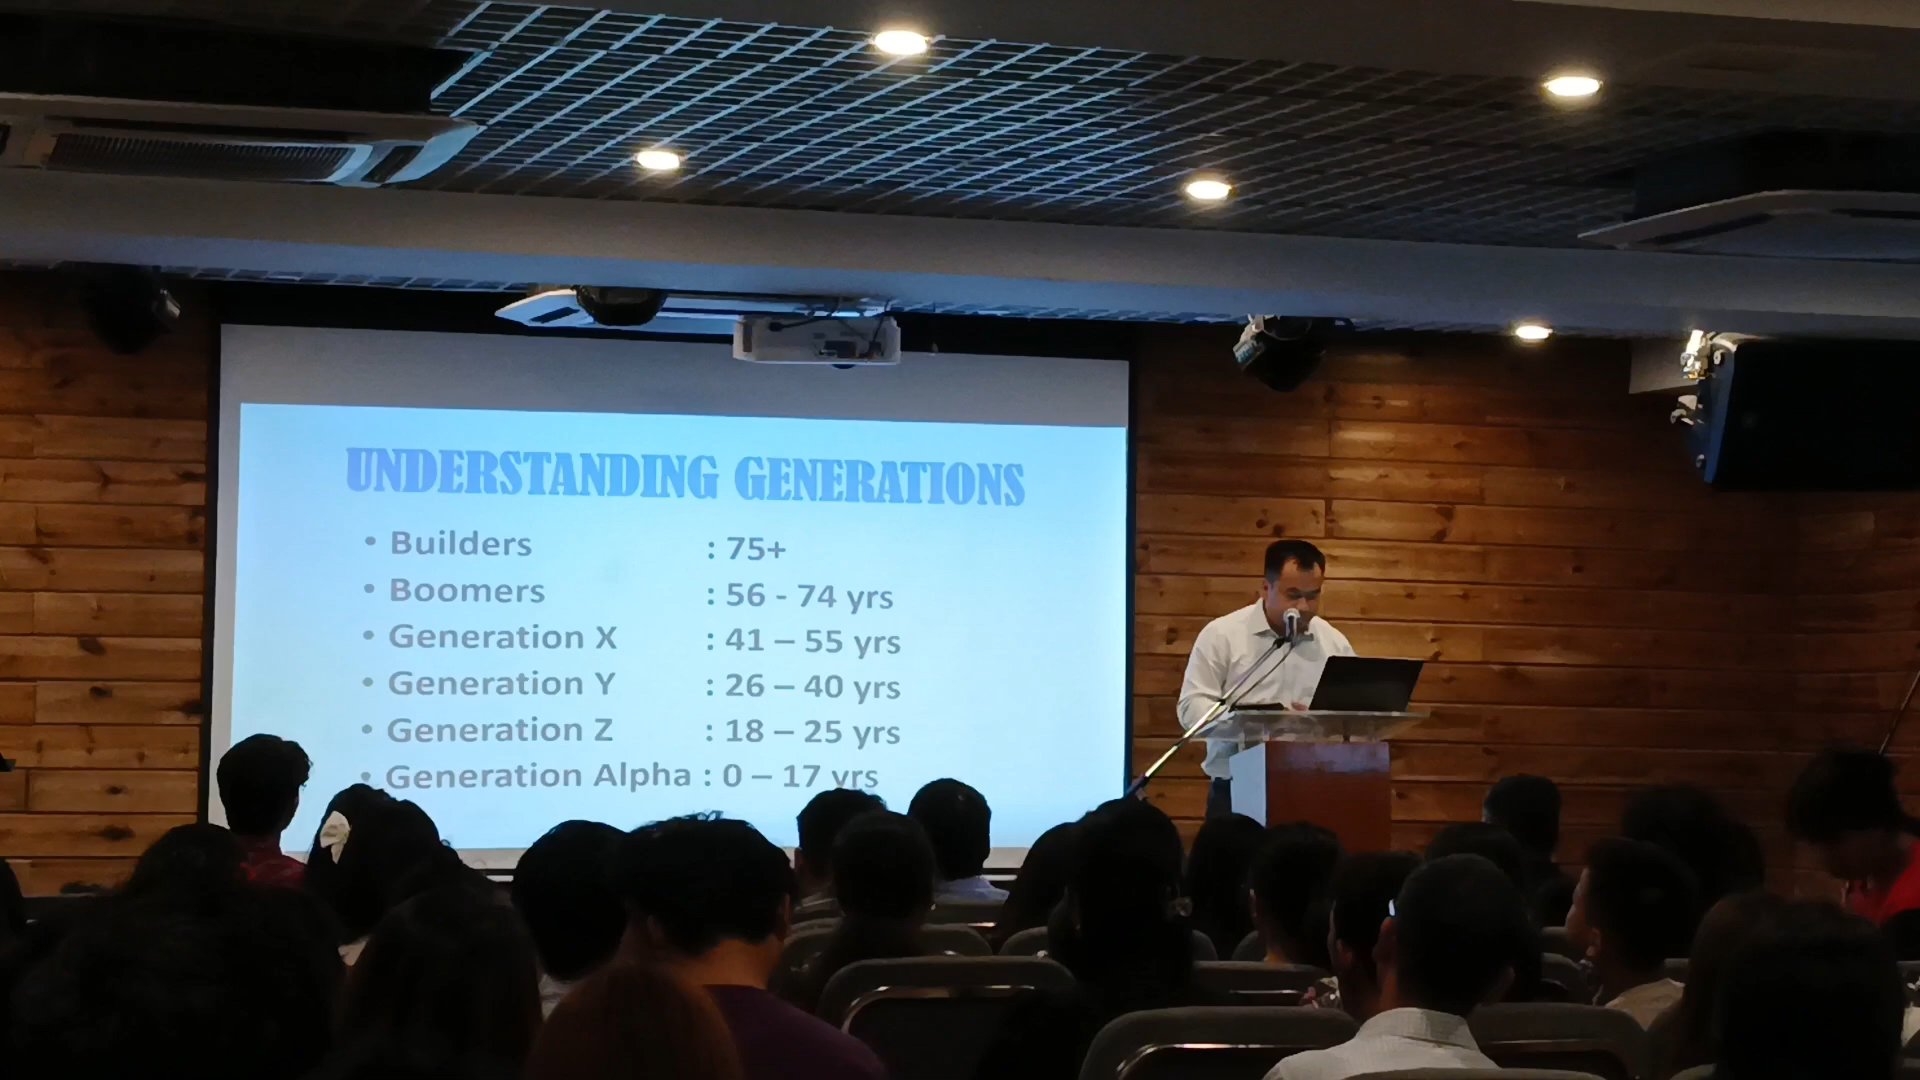 UNDERSTANDING GENERATIONS
• Builders : 75+
• Boomers : 56 - 74 yrs
• Generation X : 41 – 55 yrs
• Generation Y : 26 – 40 yrs
• Generation Z : 18 – 25 yrs
• Generation Alpha : 0 – 17 yrs